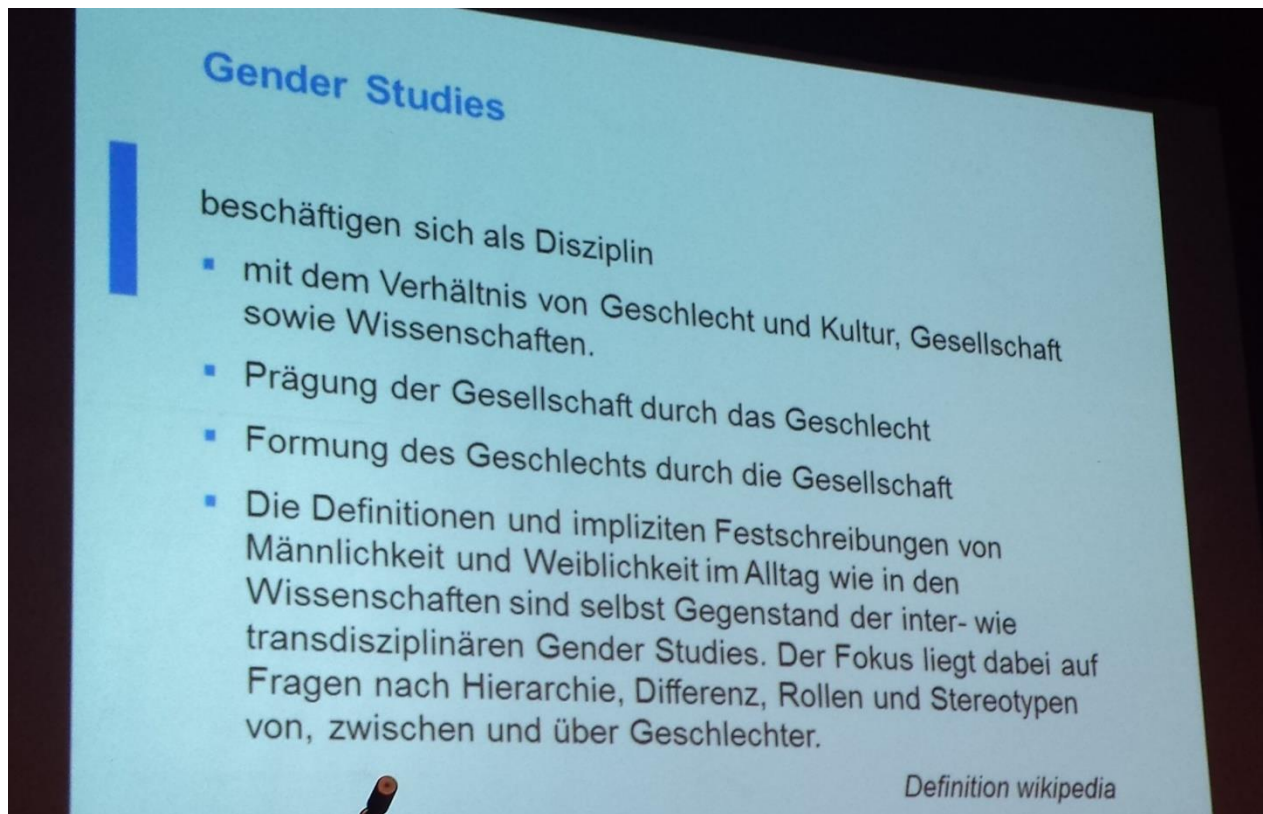 Gender Studies
beschäftigen sich als Disziplin
▪ mit dem Verhältnis von Geschlecht und Kultur, Gesellschaft
sowie Wissenschaften.
▪ Prägung der Gesellschaft durch das Geschlecht
▪ Formung des Geschlechts durch die Gesellschaft
▪ Die Definitionen und impliziten Festschreibungen von
Männlichkeit und Weiblichkeit im Alltag wie in den
Wissenschaften sind selbst Gegenstand der inter- wie
transdisziplinären Gender Studies. Der Fokus liegt dabei auf
Fragen nach Hierarchie, Differenz, Rollen und Stereotypen
von, zwischen und über Geschlechter.
Definition wikipedia